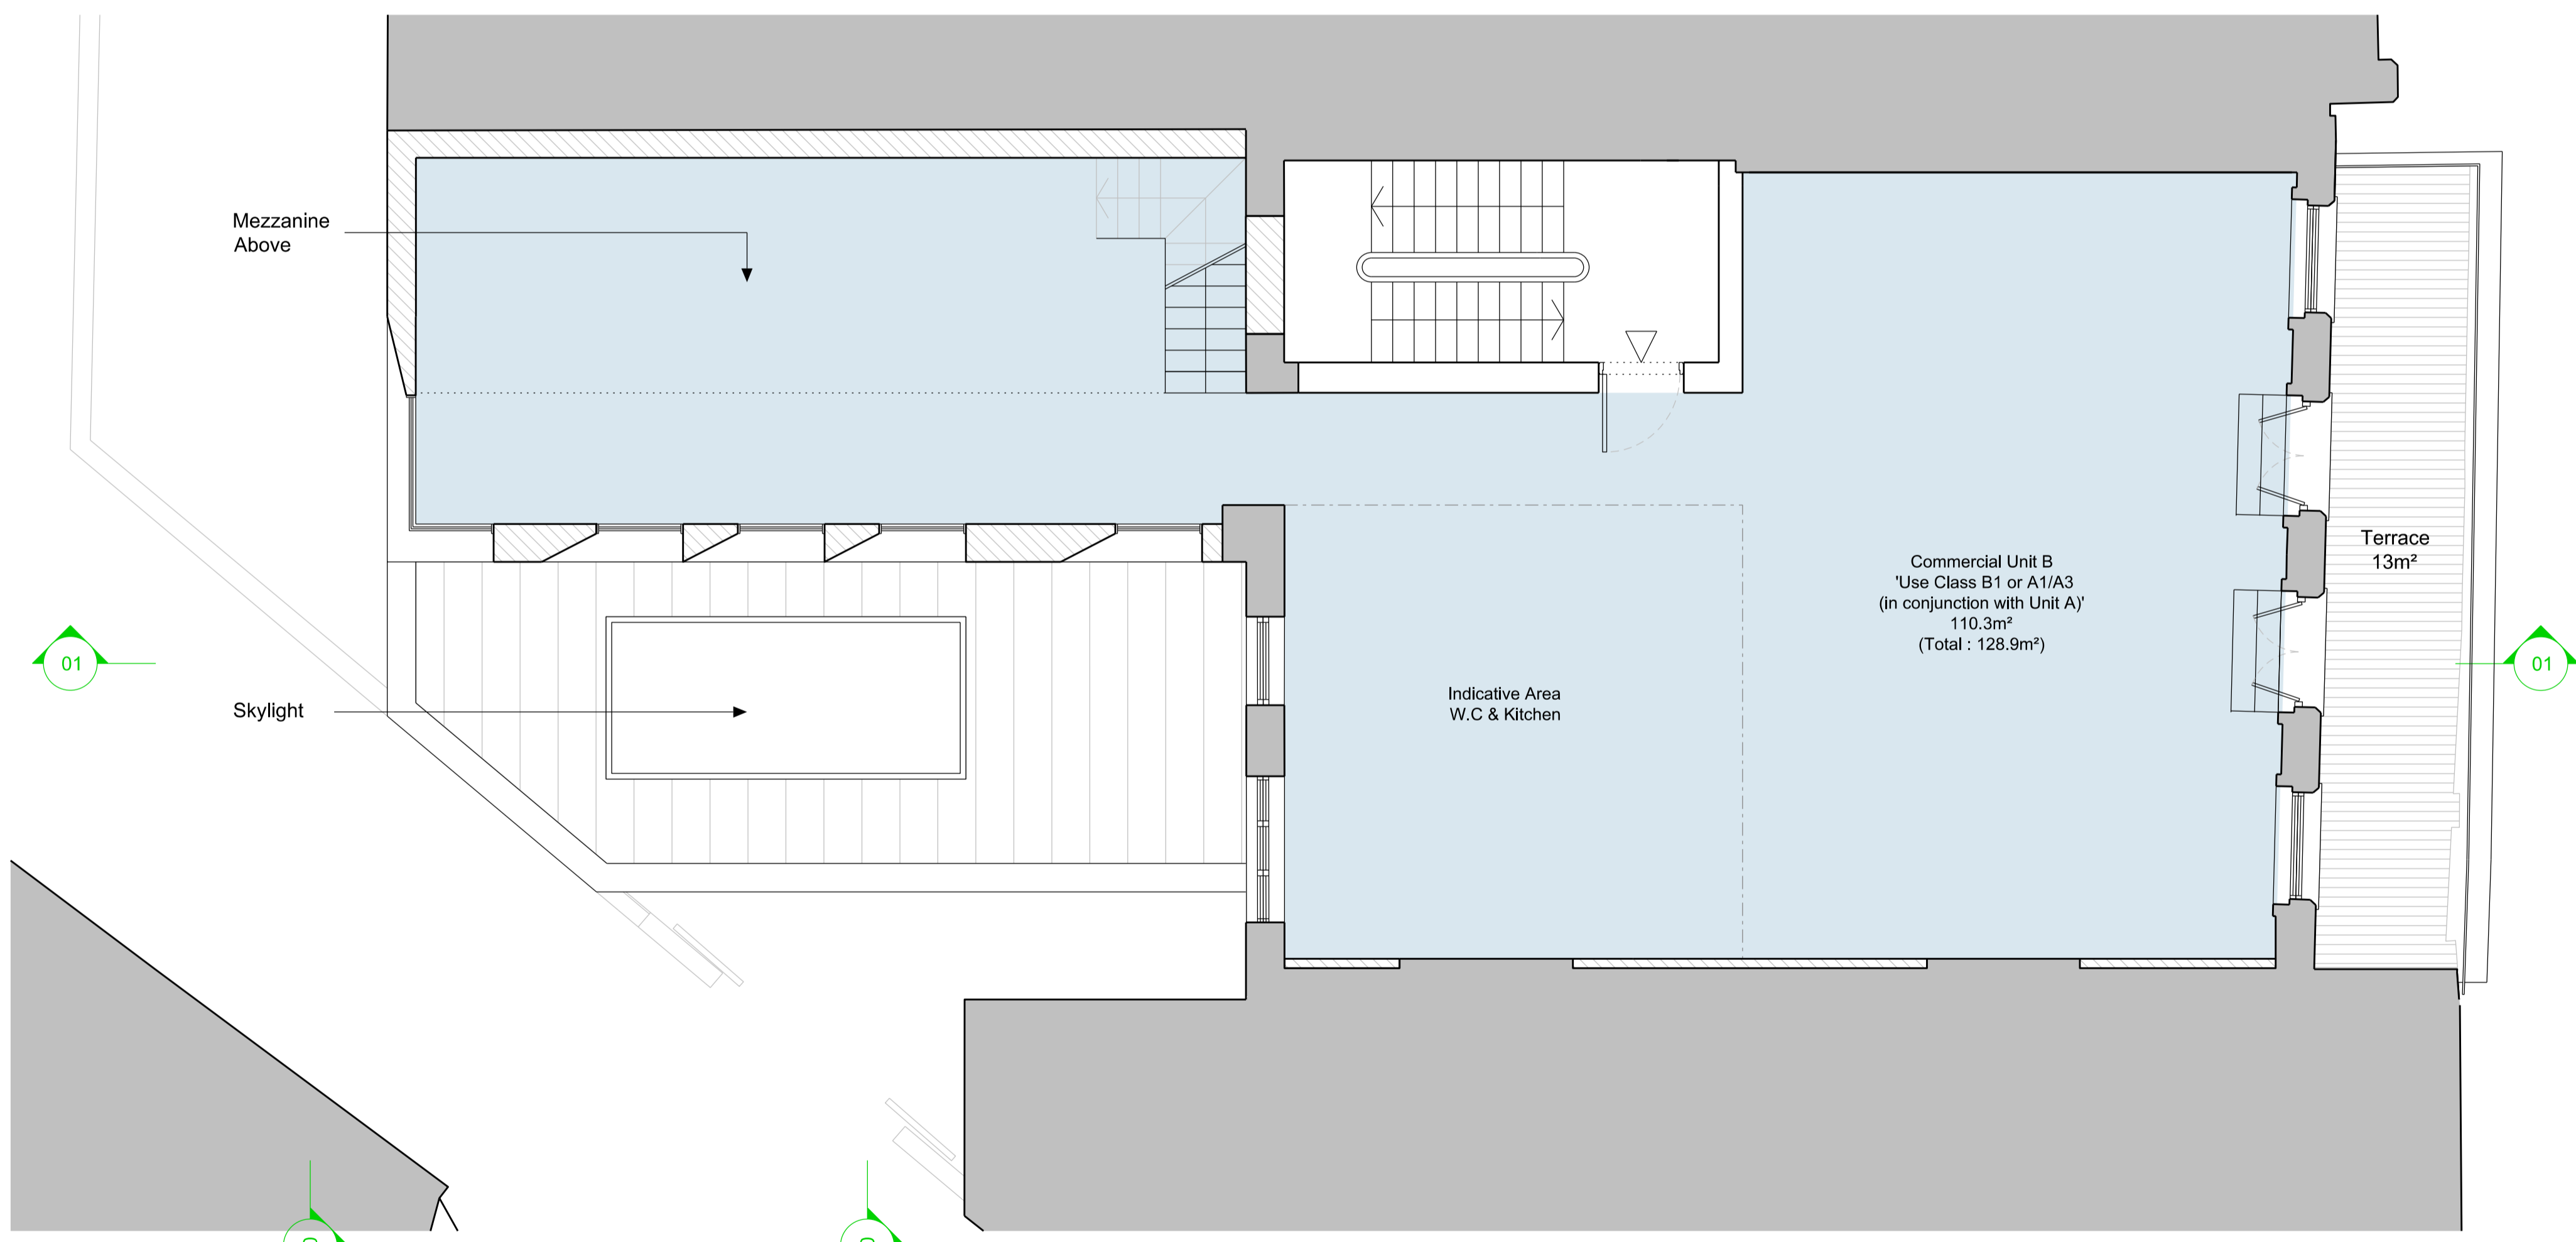 Mezzanine
Above
Terrace
13m²
Commercial Unit B
'Use Class B1 or A1/A3
(in conjunction with Unit A)'
110.3m²
(Total : 128.9m²)
01
01
Indicative Area
W.C & Kitchen
Skylight